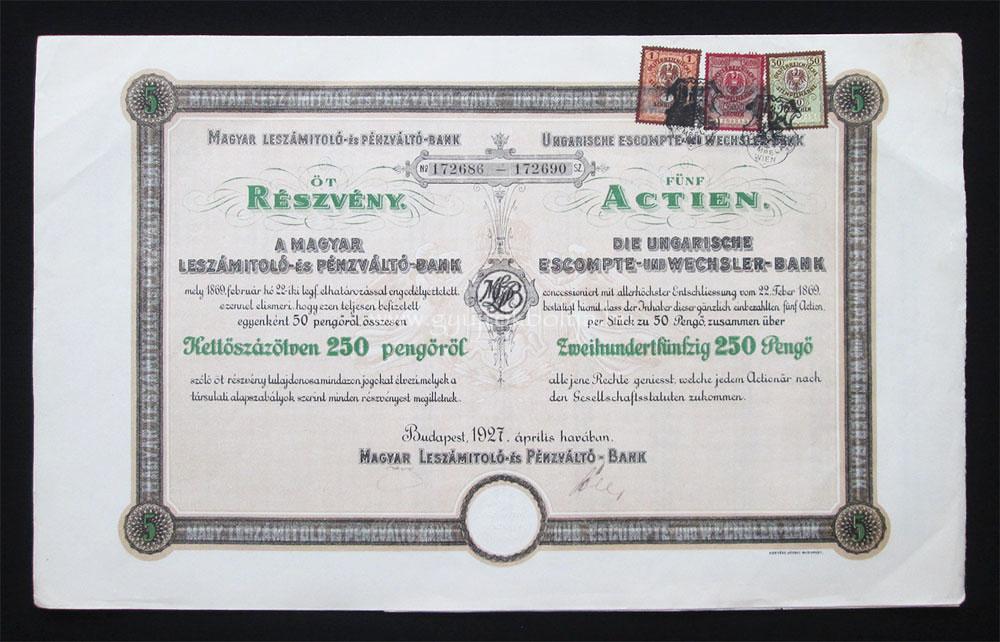 5
5
MAGYAR LESZÁMITOLÓ-ÉS PÉNZVÁLTÓ-BANK
UNGARISCHE ESCOMPTE-UND WECHSLER-BANK
No 172686 — 172690 SZ.
ÖT
RÉSZVÉNY.
A MAGYAR
LESZÁMITOLÓ-ÉS PÉNZVÁLTÓ-BANK
mely 1869. február hó 22-iki legf. elhatározással engedélyeztetett,
ezennel elismeri, hogy ezen teljesen befizetett
egyenként 50 pengőről, összesen
Kettőszázötven 250 pengőről
szóló öt részvény tulajdonosa mindazon jogokat élvezi, melyek a
társulati alapszabályok szerint minden részvényest megilletnek.
FÜNF
ACTIEN.
DIE UNGARISCHE
ESCOMPTE-UND WECHSLER-BANK
concessioniert mit allerhöchster Entschliessung vom 22. Feber 1869.
bestätigt hiemit, dass der Inhaber dieser gänzlich einbezahlten fünf Actien
per Stück zu 50 Pengő, zusammen über
Zweihundertfünfzig 250 Pengő
alle jene Rechte geniesst, welche jedem Actionär nach
den Gesellschaftsstatuten zukommen.
Budapest, 1927. április havában.
MAGYAR LESZÁMITOLÓ-ÉS PÉNZVÁLTÓ-BANK
5
5